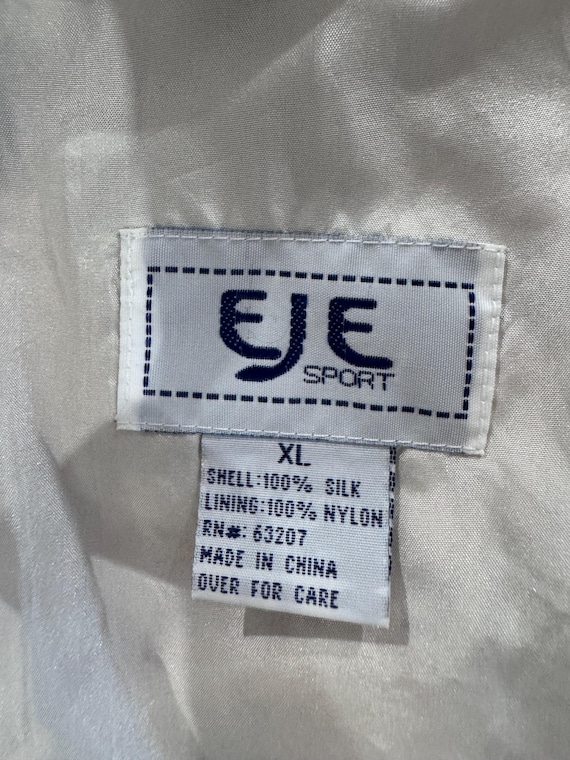 EJE
SPORT
XL
SHELL:100% SILK
LINING:100% NYLON
RN#: 63207
MADE IN CHINA
OVER FOR CARE